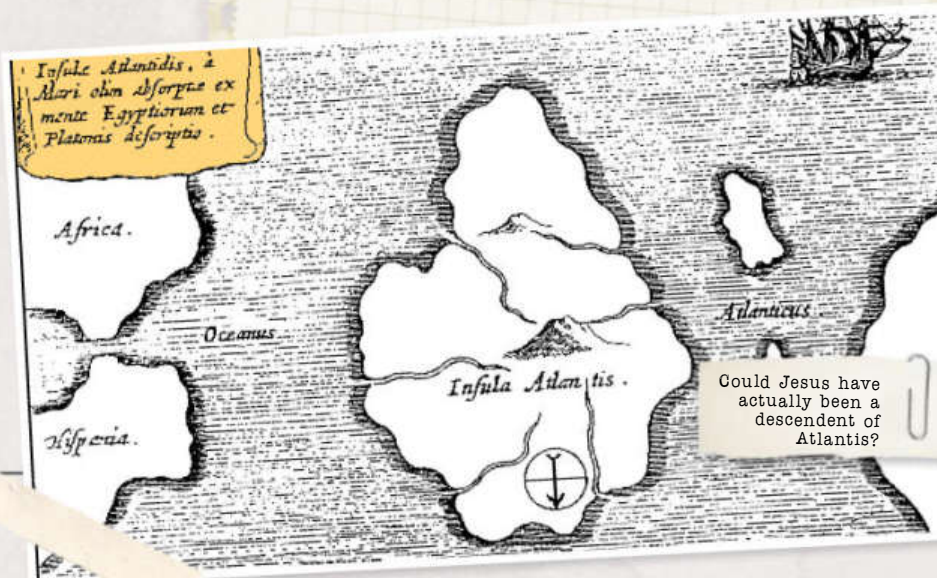 Insulæ Atlantidis, à
Mari olim absorptæ ex
mente Egyptiorum et
Platonis descriptio.
Africa.
Oceanus
Atlanticus.
Insula Atlantis.
Hispania.
Could Jesus have
actually been a
descendent of
Atlantis?